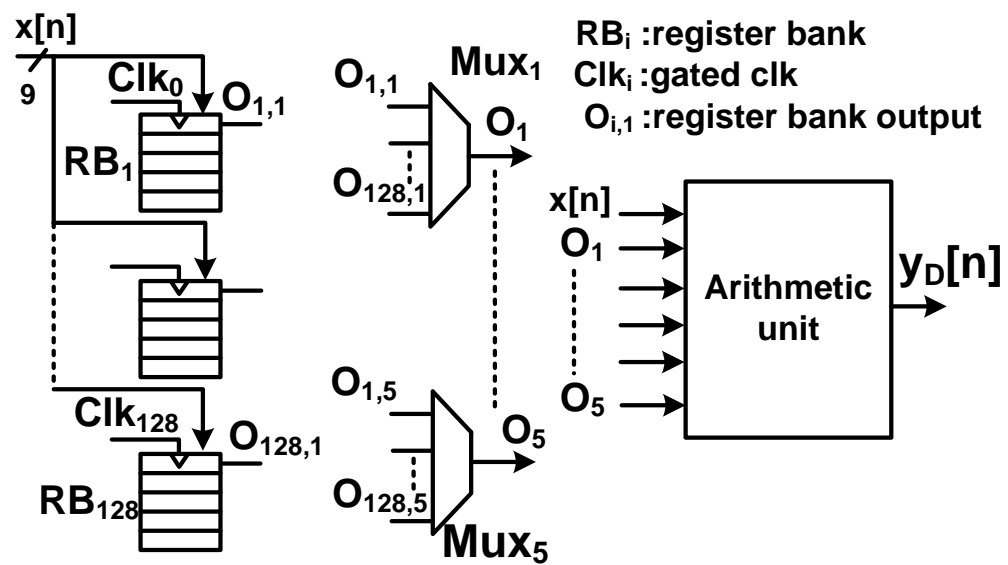 x[n]
9
Clk0
O1,1
RB1
Clk128
O128,1
RB128
O1,1
Mux1
O1
O128,1
O1,5
O5
O128,5
Mux5
RBi :register bank
Clki :gated clk
Oi,1 :register bank output
x[n]
O1
O5
Arithmetic
unit
yD[n]